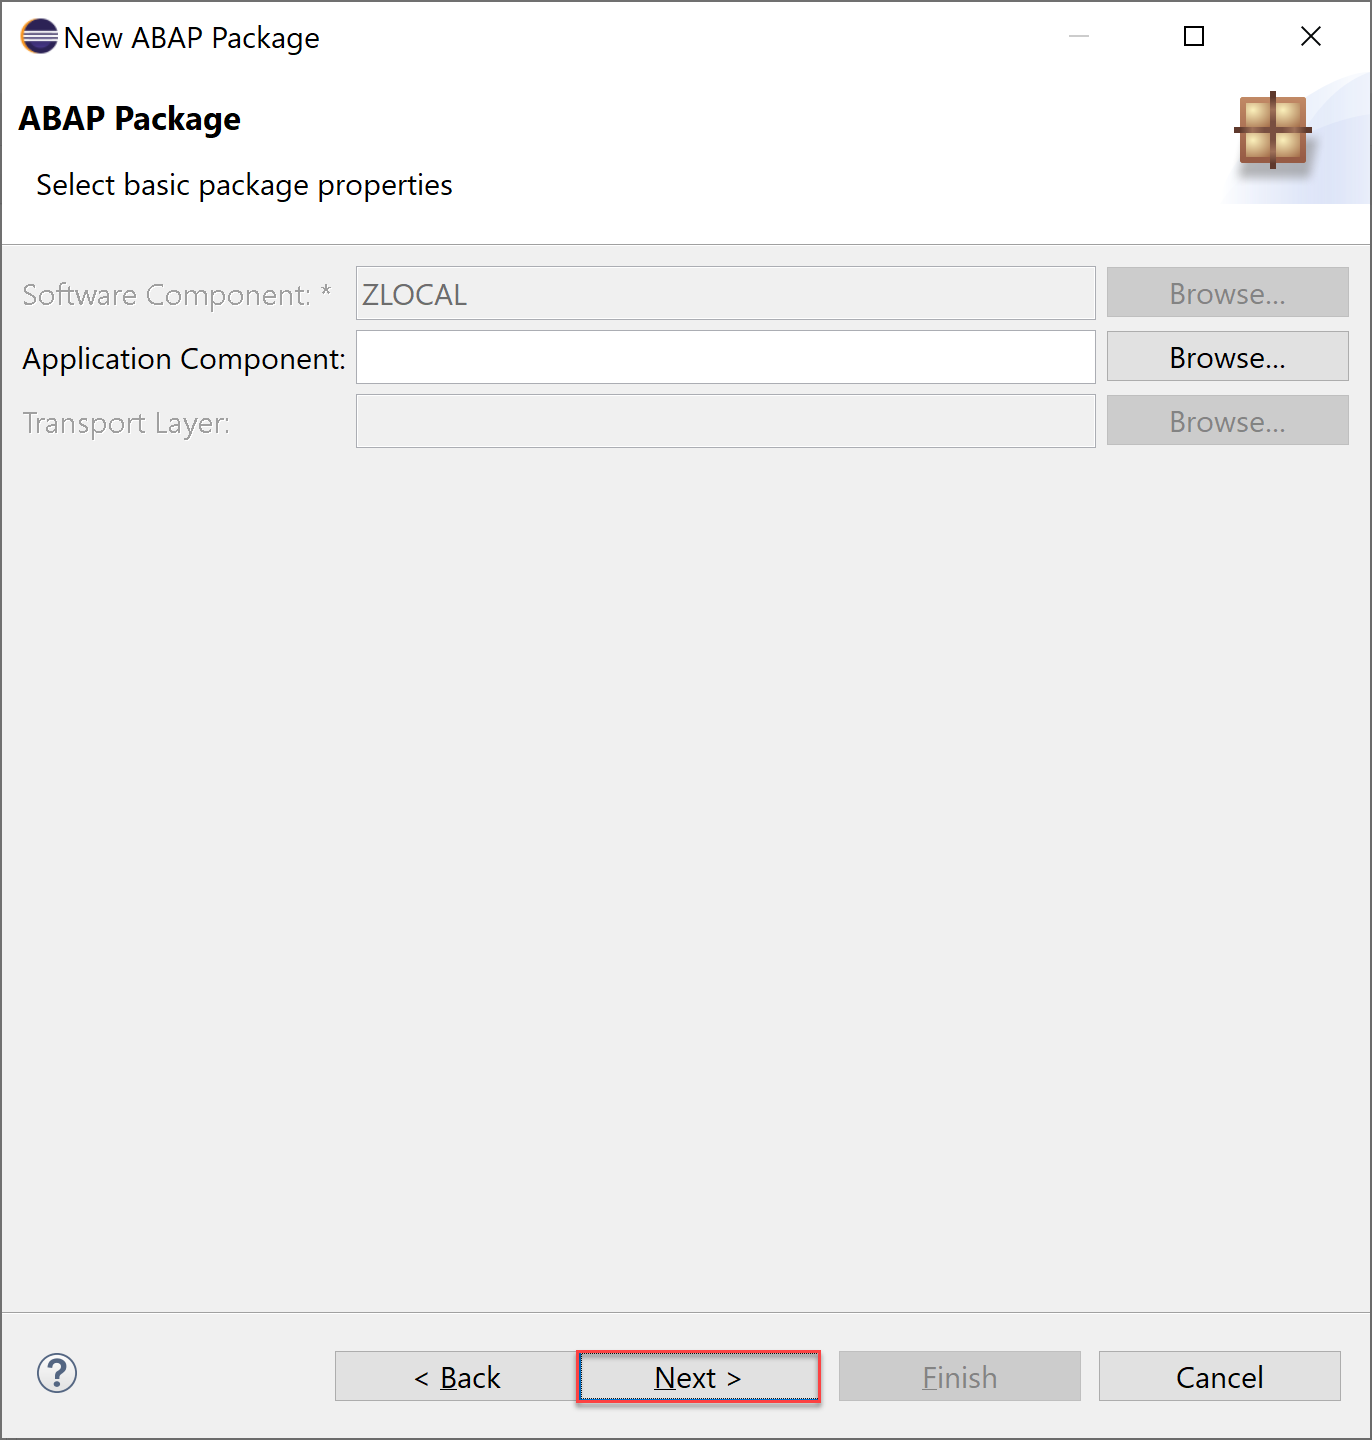 New ABAP Package
ABAP Package
Select basic package properties
Software Component: * ZLOCAL Browse...
Application Component: Browse...
Transport Layer: Browse...
? < Back Next > Finish Cancel